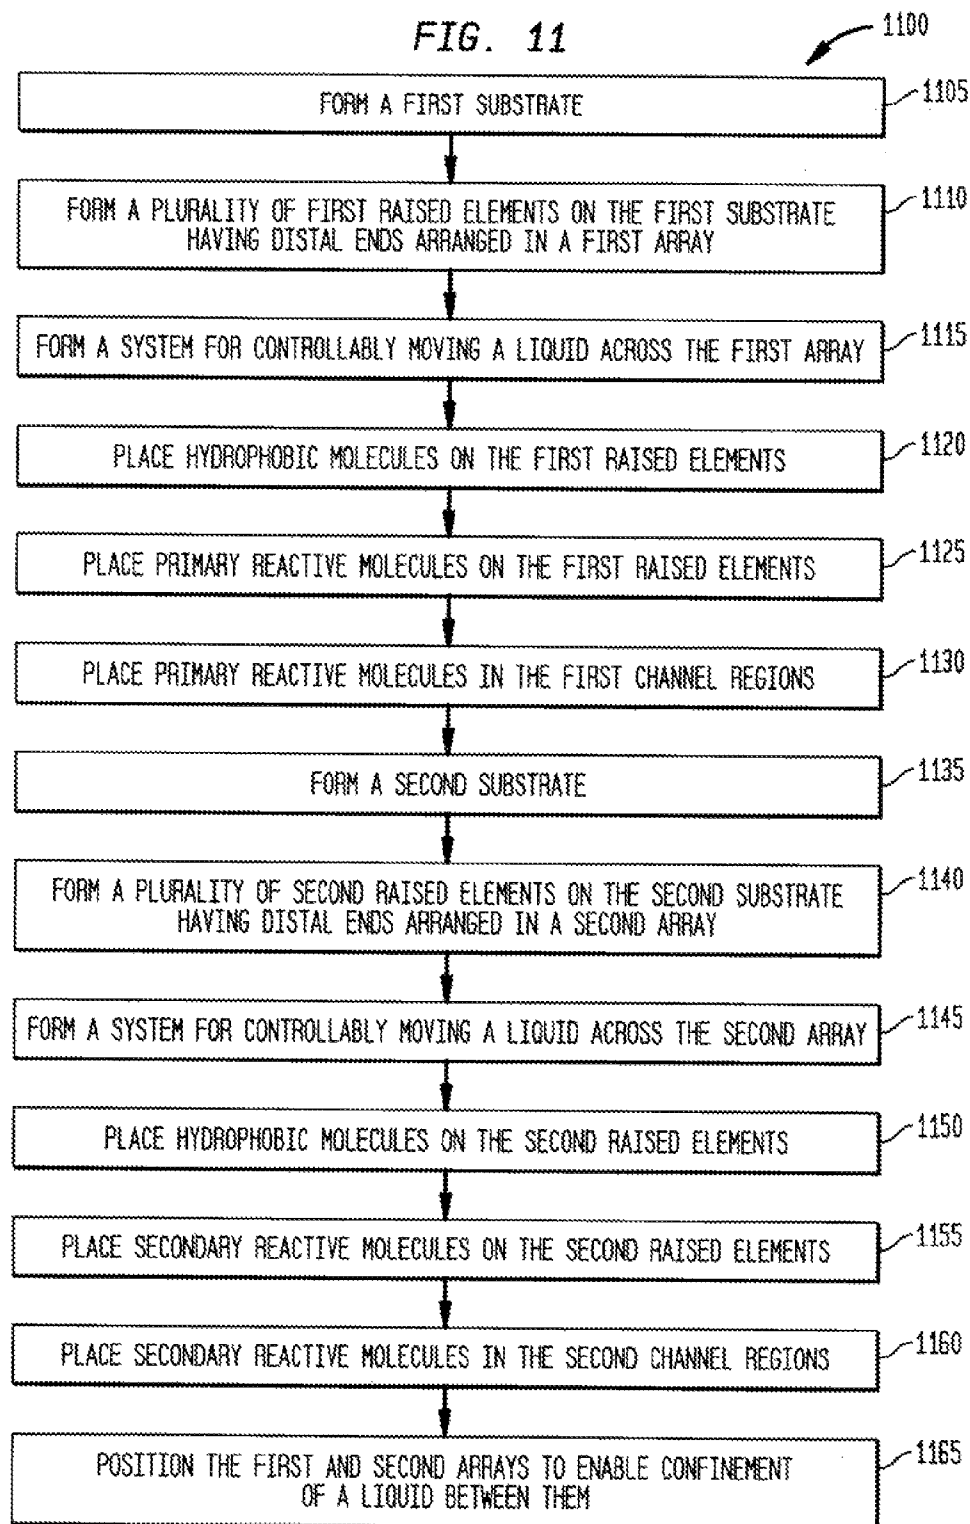 FIG. 11
1100
FORM A FIRST SUBSTRATE
1105
FORM A PLURALITY OF FIRST RAISED ELEMENTS ON THE FIRST SUBSTRATE
HAVING DISTAL ENDS ARRANGED IN A FIRST ARRAY
1110
FORM A SYSTEM FOR CONTROLLABLY MOVING A LIQUID ACROSS THE FIRST ARRAY
1115
PLACE HYDROPHOBIC MOLECULES ON THE FIRST RAISED ELEMENTS
1120
PLACE PRIMARY REACTIVE MOLECULES ON THE FIRST RAISED ELEMENTS
1125
PLACE PRIMARY REACTIVE MOLECULES IN THE FIRST CHANNEL REGIONS
1130
FORM A SECOND SUBSTRATE
1135
FORM A PLURALITY OF SECOND RAISED ELEMENTS ON THE SECOND SUBSTRATE
HAVING DISTAL ENDS ARRANGED IN A SECOND ARRAY
1140
FORM A SYSTEM FOR CONTROLLABLY MOVING A LIQUID ACROSS THE SECOND ARRAY
1145
PLACE HYDROPHOBIC MOLECULES ON THE SECOND RAISED ELEMENTS
1150
PLACE SECONDARY REACTIVE MOLECULES ON THE SECOND RAISED ELEMENTS
1155
PLACE SECONDARY REACTIVE MOLECULES IN THE SECOND CHANNEL REGIONS
1160
POSITION THE FIRST AND SECOND ARRAYS TO ENABLE CONFINEMENT
OF A LIQUID BETWEEN THEM
1165